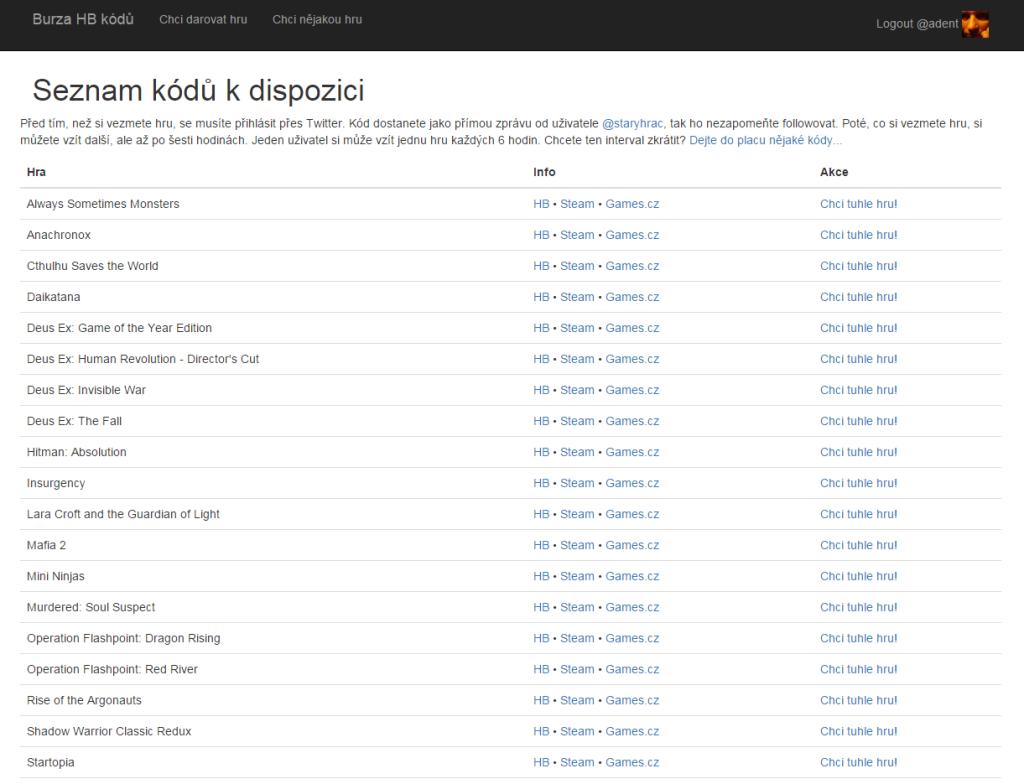 Burza HB kódů Chci darovat hru Chci nějakou hru Logout @adent
Seznam kódů k dispozici
Před tím, než si vezmete hru, se musíte přihlásit přes Twitter. Kód dostanete jako přímou zprávu od uživatele @staryhrac, tak ho nezapomeňte followovat. Poté, co si vezmete hru, si
můžete vzít další, ale až po šesti hodinách. Jeden uživatel si může vzít jednu hru každých 6 hodin. Chcete ten interval zkrátit? Dejte do placu nějaké kódy...
Hra Info Akce
Always Sometimes Monsters HB • Steam • Games.cz Chci tuhle hru!
Anachronox HB • Steam • Games.cz Chci tuhle hru!
Cthulhu Saves the World HB • Steam • Games.cz Chci tuhle hru!
Daikatana HB • Steam • Games.cz Chci tuhle hru!
Deus Ex: Game of the Year Edition HB • Steam • Games.cz Chci tuhle hru!
Deus Ex: Human Revolution - Director's Cut HB • Steam • Games.cz Chci tuhle hru!
Deus Ex: Invisible War HB • Steam • Games.cz Chci tuhle hru!
Deus Ex: The Fall HB • Steam • Games.cz Chci tuhle hru!
Hitman: Absolution HB • Steam • Games.cz Chci tuhle hru!
Insurgency HB • Steam • Games.cz Chci tuhle hru!
Lara Croft and the Guardian of Light HB • Steam • Games.cz Chci tuhle hru!
Mafia 2 HB • Steam • Games.cz Chci tuhle hru!
Mini Ninjas HB • Steam • Games.cz Chci tuhle hru!
Murdered: Soul Suspect HB • Steam • Games.cz Chci tuhle hru!
Operation Flashpoint: Dragon Rising HB • Steam • Games.cz Chci tuhle hru!
Operation Flashpoint: Red River HB • Steam • Games.cz Chci tuhle hru!
Rise of the Argonauts HB • Steam • Games.cz Chci tuhle hru!
Shadow Warrior Classic Redux HB • Steam • Games.cz Chci tuhle hru!
Startopia HB • Steam • Games.cz Chci tuhle hru!